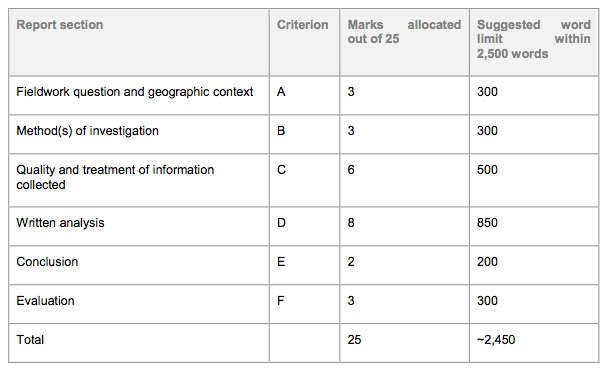 Report section Criterion Marks allocated Suggested word
out of 25 limit within
2,500 words
Fieldwork question and geographic context A 3 300
Method(s) of investigation B 3 300
Quality and treatment of information C 6 500
collected
Written analysis D 8 850
Conclusion E 2 200
Evaluation F 3 300
Total 25 ~2,450